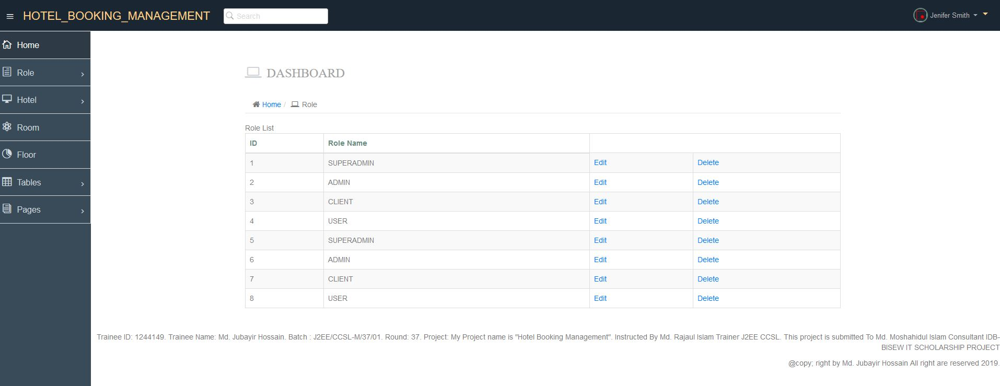 HOTEL_BOOKING_MANAGEMENT
Search
Jenifer Smith
Home
Role
Hotel
Room
Floor
Tables
Pages
DASHBOARD
Home / Role
Role List
ID Role Name
1 SUPERADMIN Edit Delete
2 ADMIN Edit Delete
3 CLIENT Edit Delete
4 USER Edit Delete
5 SUPERADMIN Edit Delete
6 ADMIN Edit Delete
7 CLIENT Edit Delete
8 USER Edit Delete
Trainee ID: 1244149. Trainee Name: Md. Jubayir Hossain. Batch : J2EE/CCSL-M/37/01. Round: 37. Project: My Project name is "Hotel Booking Management". Instructed By Md. Rajaul Islam Trainer J2EE CCSL. This project is submitted To Md. Moshahidul Islam Consultant IDB-
BISEW IT SCHOLARSHIP PROJECT
@copy; right by Md. Jubayir Hossain All right are reserved 2019.